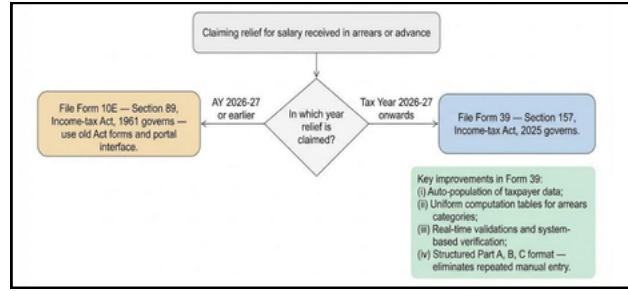 Claiming relief for salary received in arrears or advance
File Form 10E — Section 89,
Income-tax Act, 1961 governs —
use old Act forms and portal
interface.
AY 2026-27
or earlier
In which year
relief is
claimed?
Tax Year 2026-27
onwards
File Form 39 — Section 157,
Income-tax Act, 2025 governs.
Key improvements in Form 39:
(i) Auto-population of taxpayer data;
(ii) Uniform computation tables for arrears
categories;
(iii) Real-time validations and system-
based verification;
(iv) Structured Part A, B, C format —
eliminates repeated manual entry.